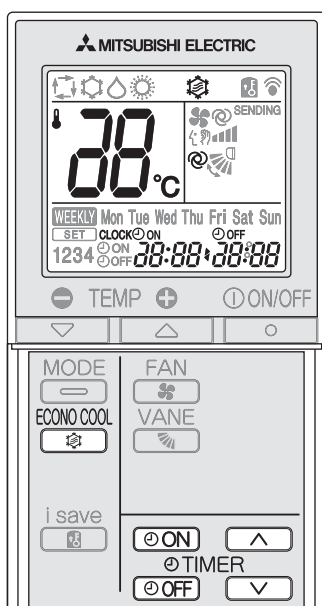 MITSUBISHI ELECTRIC
SENDING
88°C
WEEKLY Mon Tue Wed Thu Fri Sat Sun
SET CLOCK ON OFF
1234 ON OFF 88:88 88:88
TEMP ON/OFF
MODE FAN
ECONO COOL VANE
i save
ON
TIMER
OFF